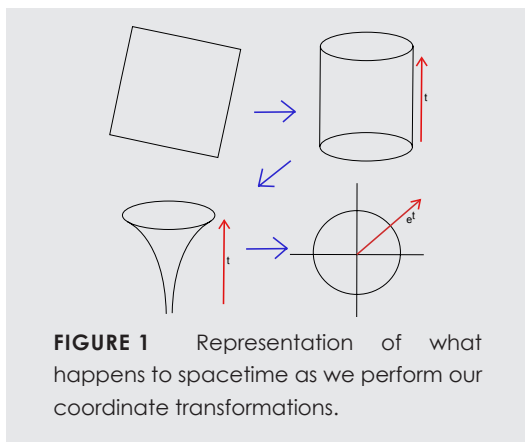 t
t
e^t
FIGURE 1 Representation of what
happens to spacetime as we perform our
coordinate transformations.